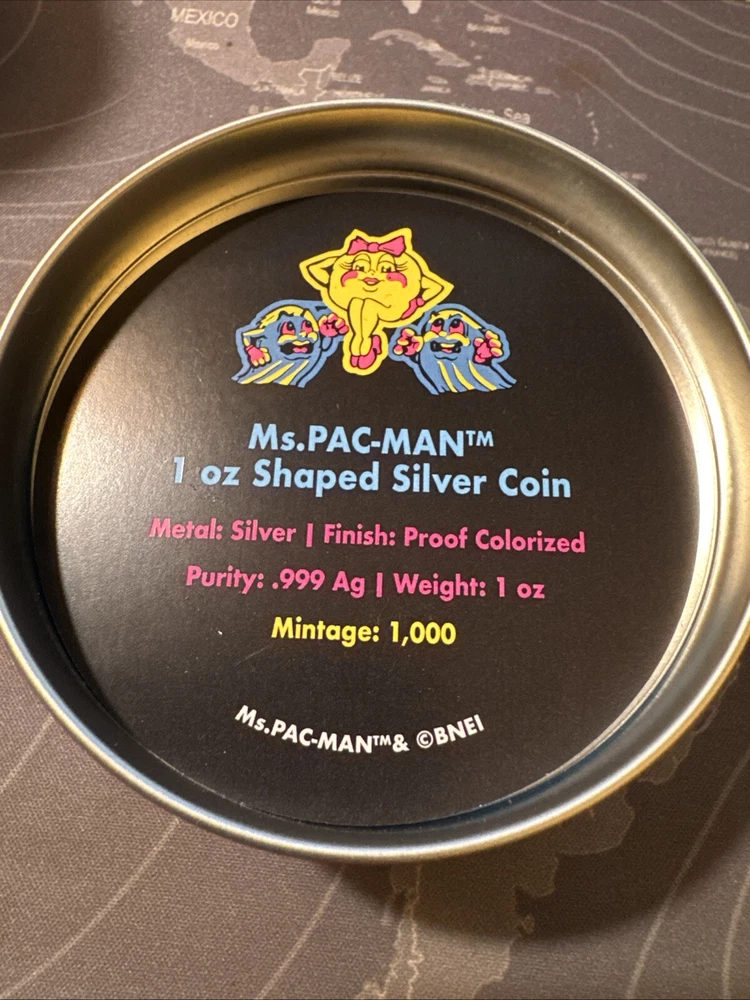 MEXICO
Mexico
Ms.PAC-MAN™
1 oz Shaped Silver Coin
Metal: Silver | Finish: Proof Colorized
Purity: .999 Ag | Weight: 1 oz
Mintage: 1,000
Ms.PAC-MAN™& ©BNEI